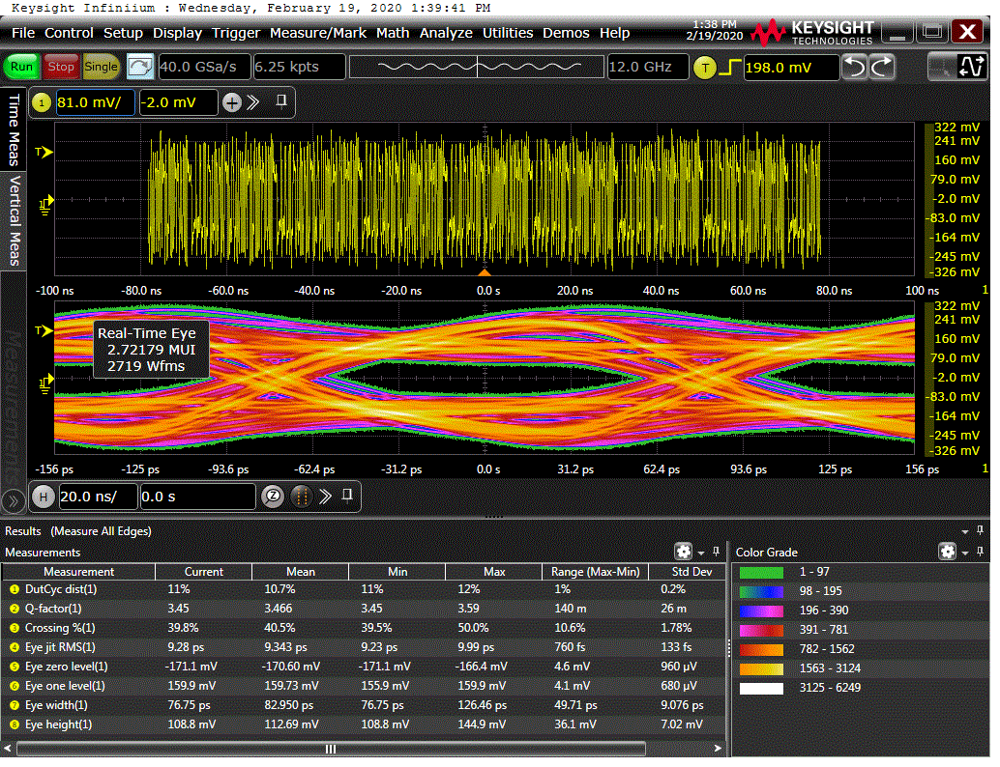 Keysight Infiniium : Wednesday, February 19, 2020 1:39:41 PM
File Control Setup Display Trigger Measure/Mark Math Analyze Utilities Demos Help
1:38 PM
2/19/2020
KEYSIGHT
TECHNOLOGIES
Run Stop Single 40.0 GSa/s 6.25 kpts 12.0 GHz T 198.0 mV
1 81.0 mV/ -2.0 mV
Time Meas
Vertical Meas
Measurements
T
1
322 mV
241 mV
160 mV
79.0 mV
-2.0 mV
-83.0 mV
-164 mV
-245 mV
-326 mV
-100 ns -80.0 ns -60.0 ns -40.0 ns -20.0 ns 0.0 s 20.0 ns 40.0 ns 60.0 ns 80.0 ns 100 ns 1
T
1
Real-Time Eye
2.72179 MUI
2719 Wfms
322 mV
241 mV
160 mV
79.0 mV
-2.0 mV
-83.0 mV
-164 mV
-245 mV
-326 mV
-156 ps -125 ps -93.6 ps -62.4 ps -31.2 ps 0.0 s 31.2 ps 62.4 ps 93.6 ps 125 ps 156 ps 1
H 20.0 ns/ 0.0 s
Results (Measure All Edges)
Measurements
Measurement Current Mean Min Max Range (Max-Min) Std Dev
1 DutCyc dist(1) 11% 10.7% 11% 12% 1% 0.2%
2 Q-factor(1) 3.45 3.466 3.45 3.59 140 m 26 m
3 Crossing %(1) 39.8% 40.5% 39.5% 50.0% 10.6% 1.78%
4 Eye jit RMS(1) 9.28 ps 9.343 ps 9.23 ps 9.99 ps 760 fs 133 fs
5 Eye zero level(1) -171.1 mV -170.60 mV -171.1 mV -166.4 mV 4.6 mV 960 µV
6 Eye one level(1) 159.9 mV 159.73 mV 155.9 mV 159.9 mV 4.1 mV 680 µV
7 Eye width(1) 76.75 ps 82.950 ps 76.75 ps 126.46 ps 49.71 ps 9.076 ps
8 Eye height(1) 108.8 mV 112.69 mV 108.8 mV 144.9 mV 36.1 mV 7.02 mV
Color Grade
1 - 97
98 - 195
196 - 390
391 - 781
782 - 1562
1563 - 3124
3125 - 6249